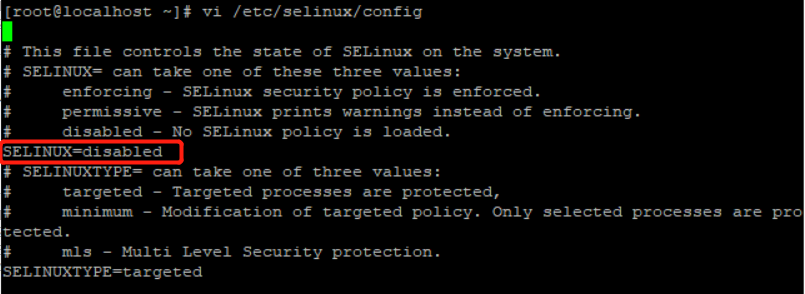 [root@localhost ~]# vi /etc/selinux/config
# This file controls the state of SELinux on the system.
# SELINUX= can take one of these three values:
#     enforcing - SELinux security policy is enforced.
#     permissive - SELinux prints warnings instead of enforcing.
#     disabled - No SELinux policy is loaded.
SELINUX=disabled
# SELINUXTYPE= can take one of three values:
#     targeted - Targeted processes are protected,
#     minimum - Modification of targeted policy. Only selected processes are pro
tected.
#     mls - Multi Level Security protection.
SELINUXTYPE=targeted